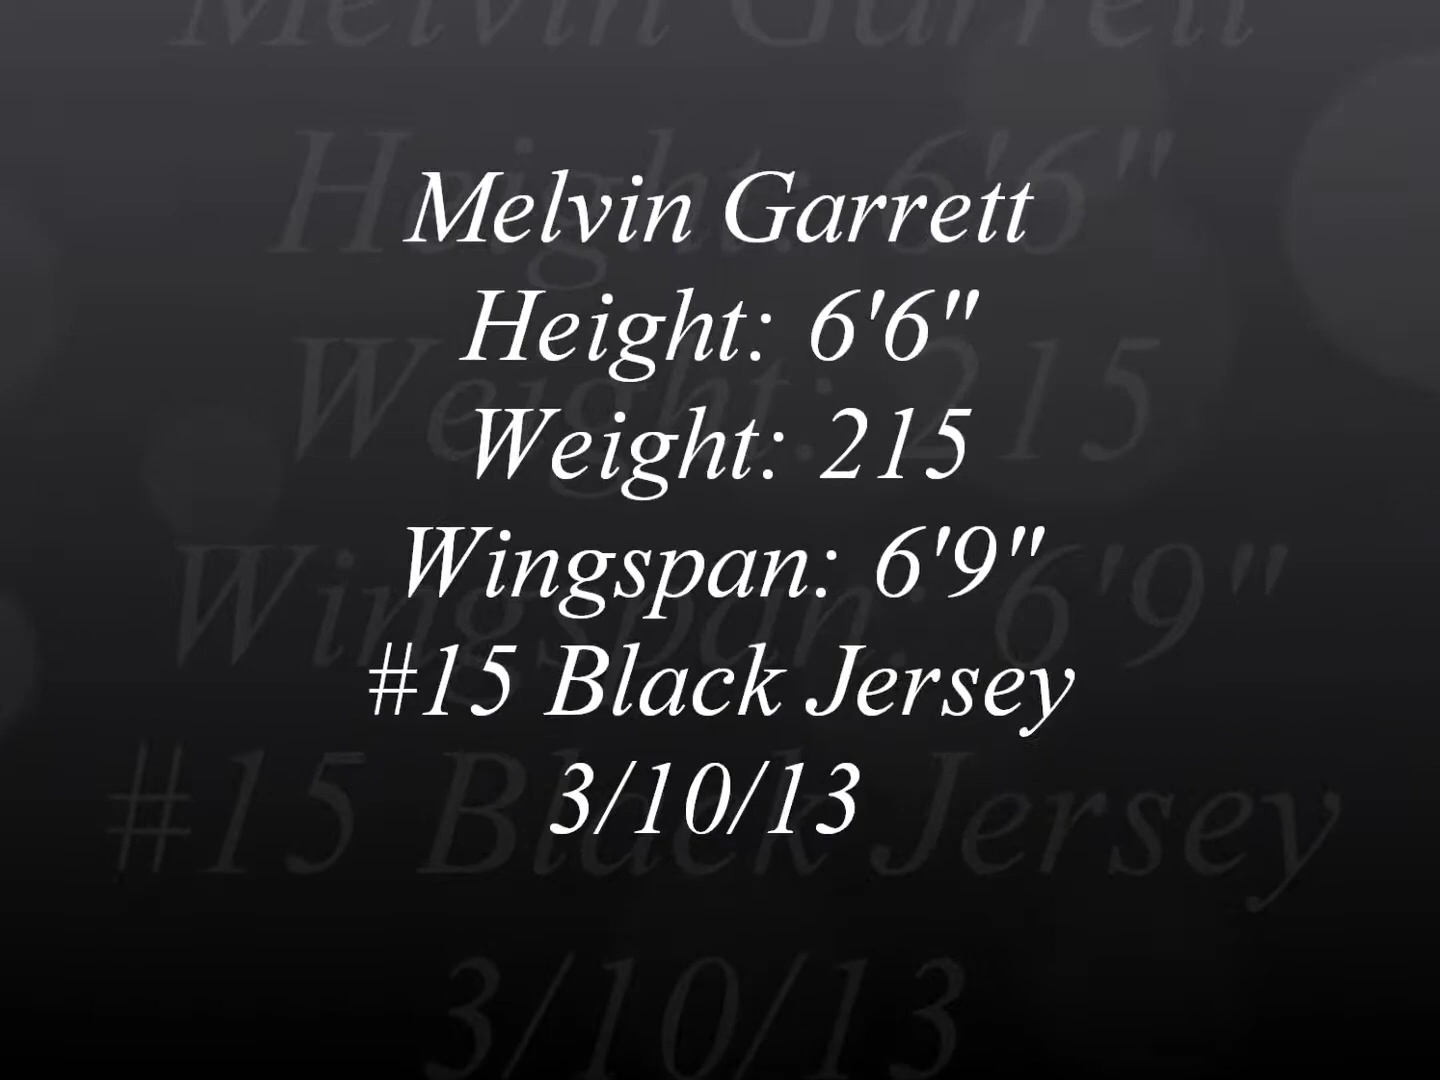 Melvin Garrett
Height: 6'6"
Weight: 215
Wingspan: 6'9"
#15 Black Jersey
3/10/13